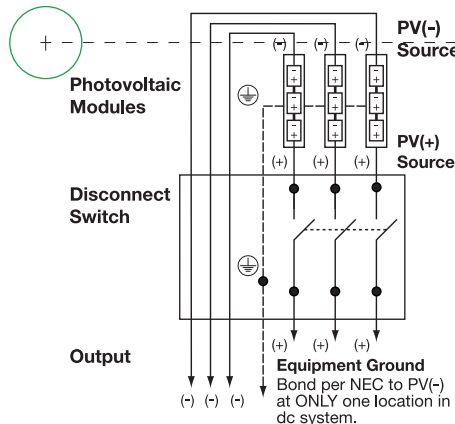 (-) (-) (-)
PV(-)
Source
Photovoltaic
Modules
- + - + - +
- + - + - +
- + - + - +
PV(+)
Source
(+) (+) (+)
Disconnect
Switch
(+) (+) (+)
Output
Equipment Ground
Bond per NEC to PV(-)
at ONLY one location in
dc system.
(-) (-) (-)